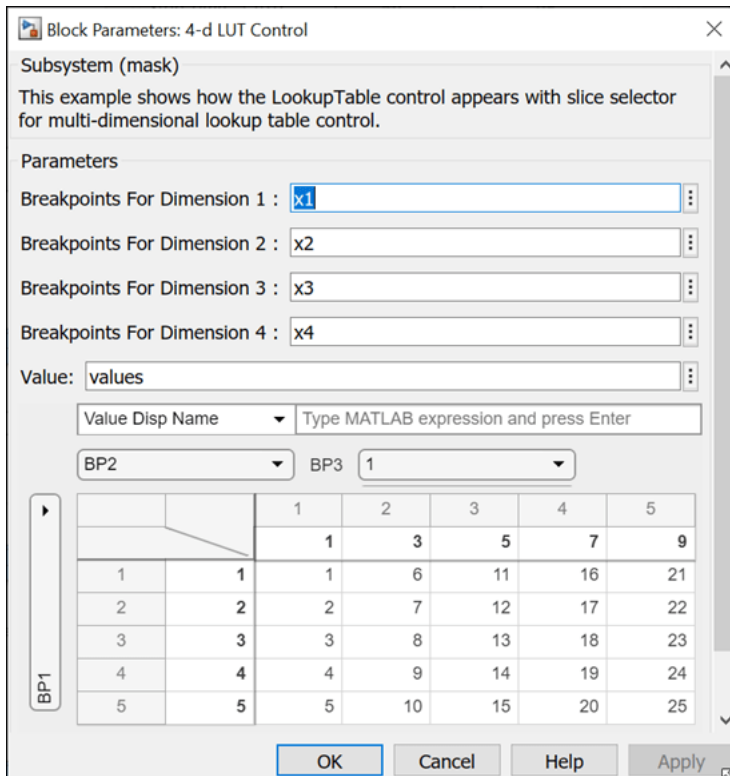 Block Parameters: 4-d LUT Control
Subsystem (mask)
This example shows how the LookupTable control appears with slice selector
for multi-dimensional lookup table control.
Parameters
Breakpoints For Dimension 1 : x1
Breakpoints For Dimension 2 : x2
Breakpoints For Dimension 3 : x3
Breakpoints For Dimension 4 : x4
Value: values
Value Disp Name Type MATLAB expression and press Enter
BP2 BP3 1
1 2 3 4 5
1 3 5 7 9
1 1 1 6 11 16 21
2 2 2 7 12 17 22
3 3 3 8 13 18 23
4 4 4 9 14 19 24
5 5 5 10 15 20 25
BP1
OK Cancel Help Apply